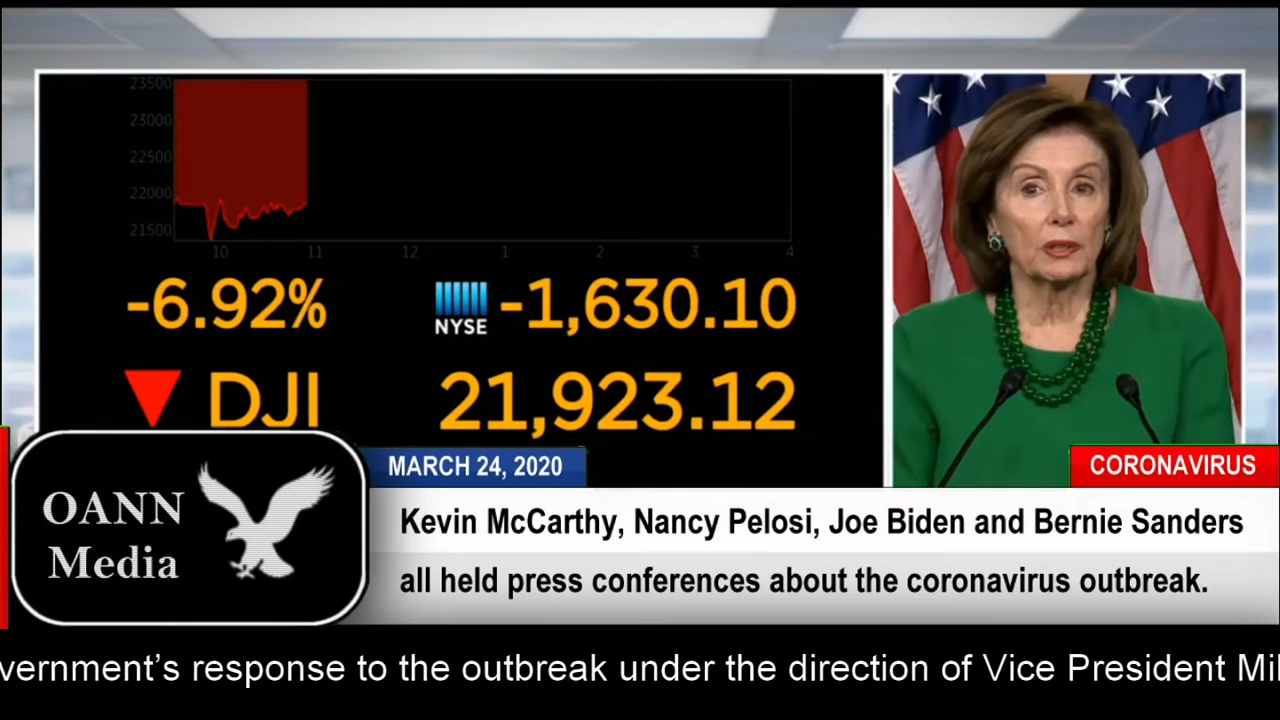 23500
23000
22500
22000
21500
10 11 12 1 2 3 4
-6.92% NYSE -1,630.10
DJI 21,923.12
MARCH 24, 2020
CORONAVIRUS
OANN
Media
Kevin McCarthy, Nancy Pelosi, Joe Biden and Bernie Sanders
all held press conferences about the coronavirus outbreak.
vernment’s response to the outbreak under the direction of Vice President Mi